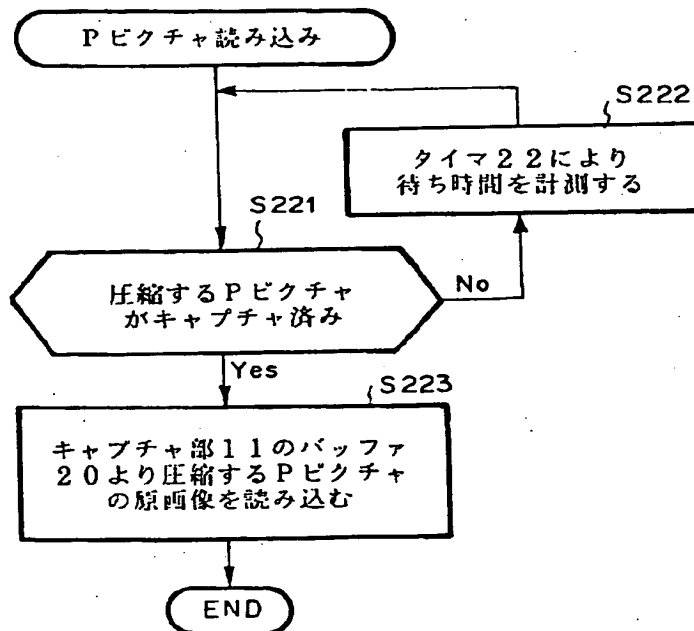 Pピクチャ読み込み
S222
タイマ22により
待ち時間を計測する
S221
圧縮するPピクチャ
がキャプチャ済み
No
Yes
S223
キャプチャ部11のバッファ
20より圧縮するPピクチャ
の原画像を読み込む
END